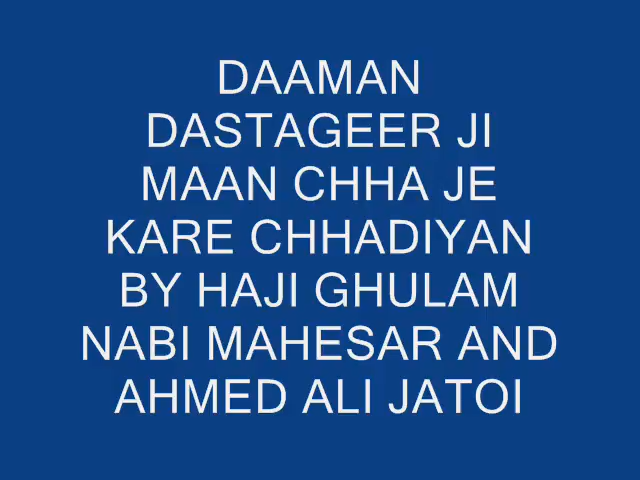 DAAMAN
DASTAGEER JI
MAAN CHHA JE
KARE CHHADIYAN
BY HAJI GHULAM
NABI MAHESAR AND
AHMED ALI JATOI